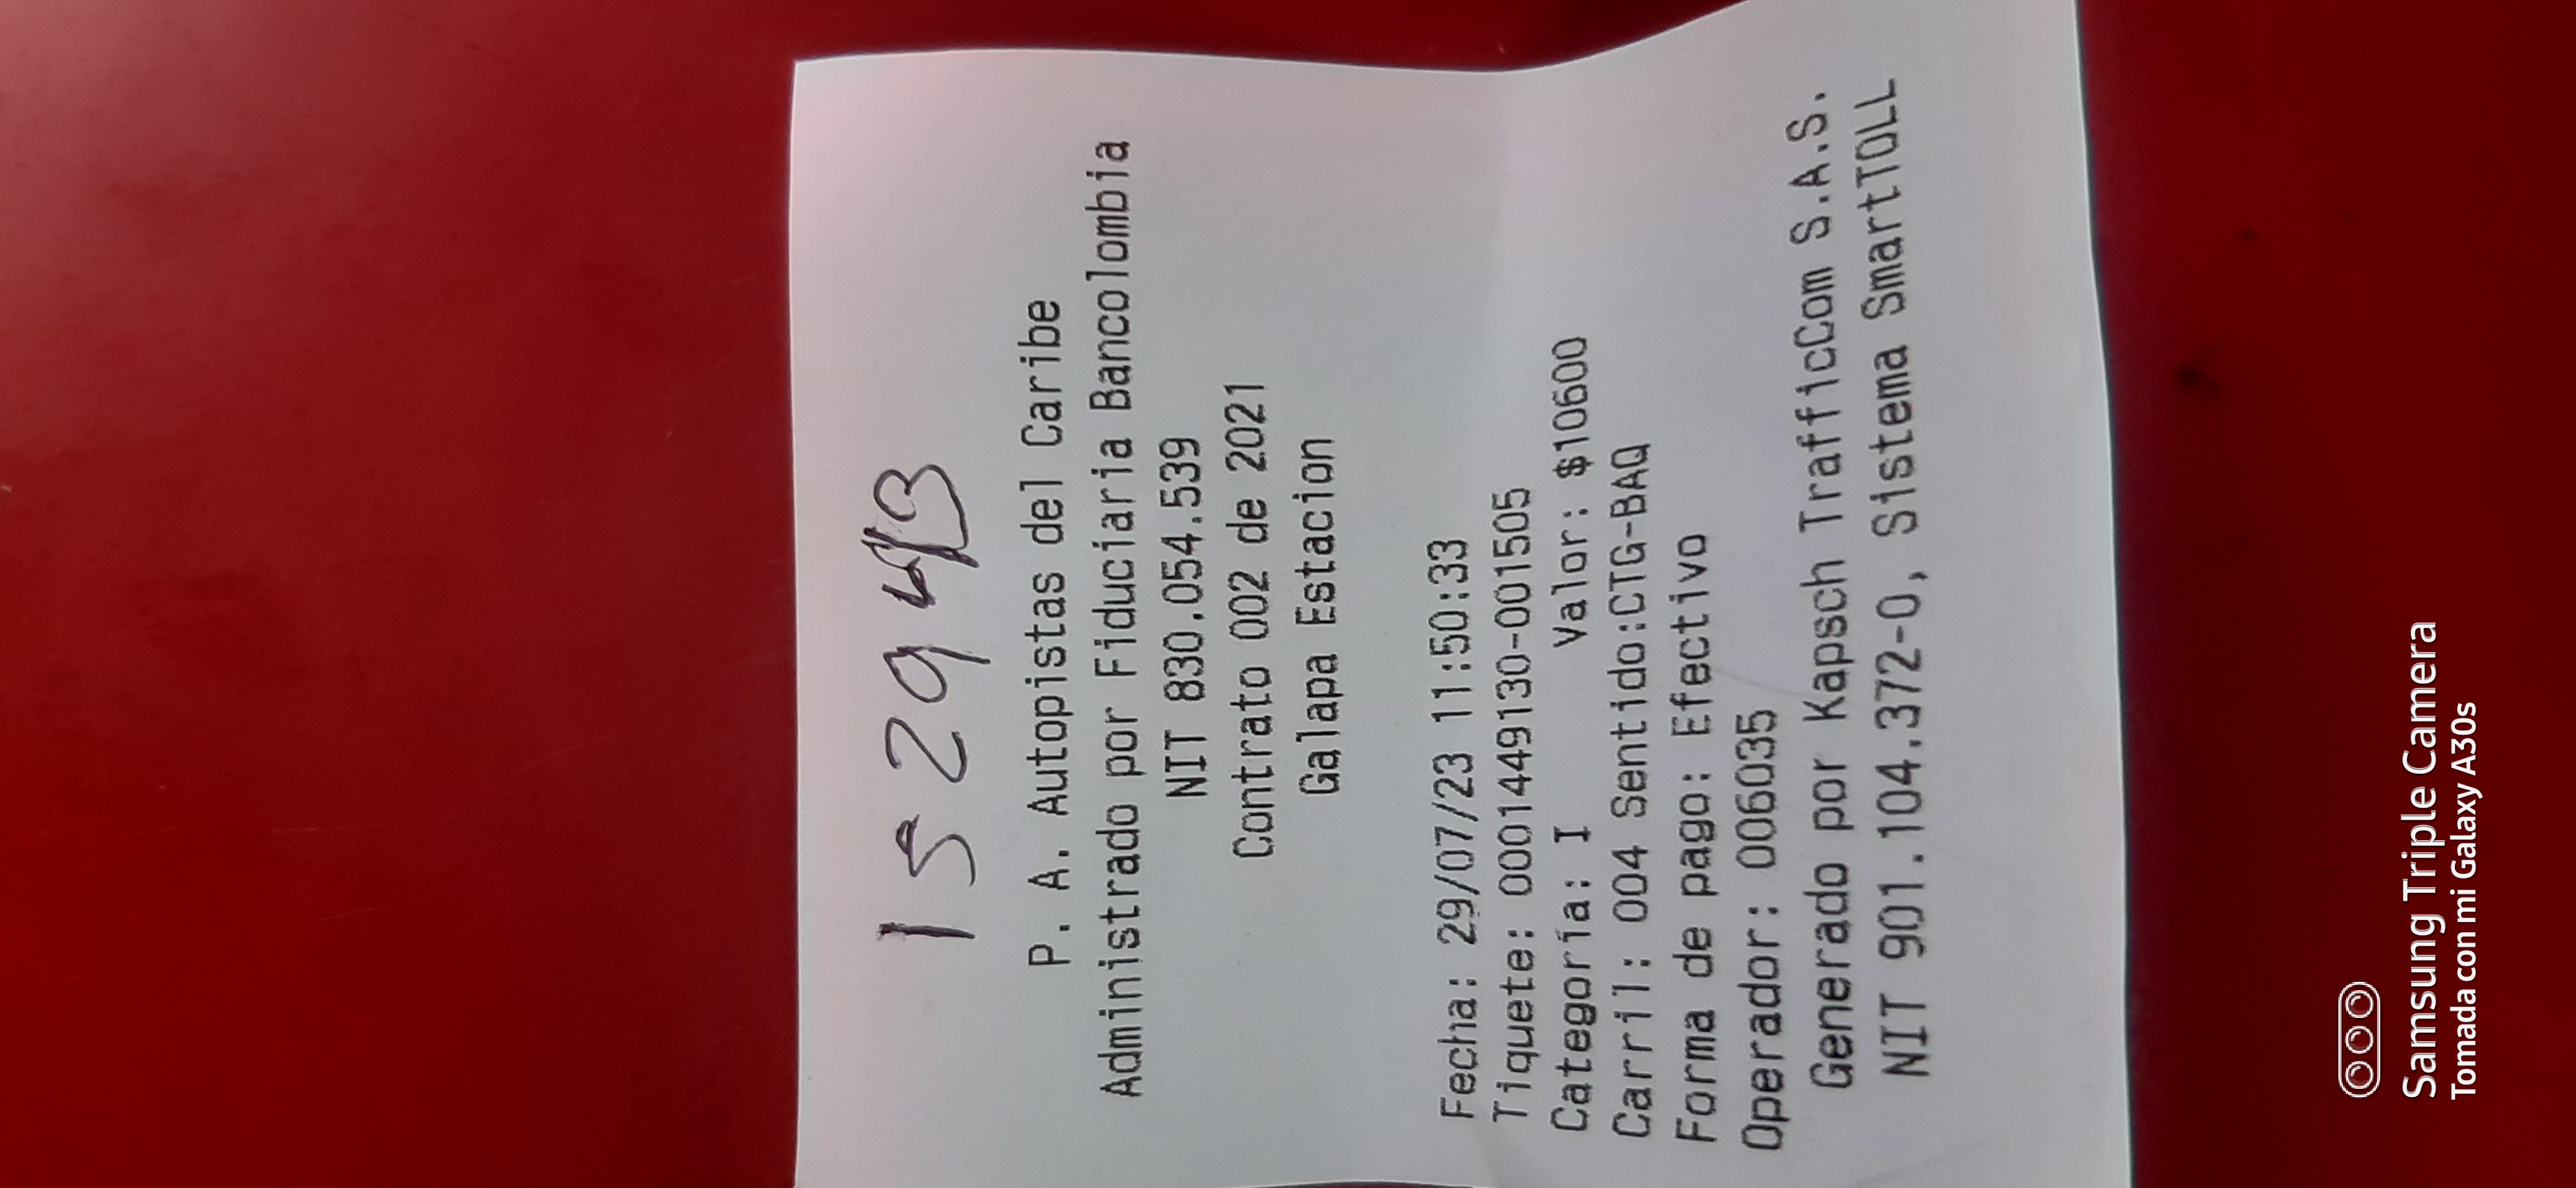 152943
P. A. Autopistas del Caribe
Administrado por Fiduciaria Bancolombia
NIT 830.054.539
Contrato 002 de 2021
Galapa Estacion
Fecha: 29/07/23 11:50:33
Tiquete: 0001449130-001505
Categoría: I Valor: $10600
Carril: 004 Sentido:CTG-BAQ
Forma de pago: Efectivo
Operador: 006035
Generado por Kapsch TrafficCom S.A.S.
NIT 901.104.372-0, Sistema SmartTOLL
Samsung Triple Camera
Tomada con mi Galaxy A30s